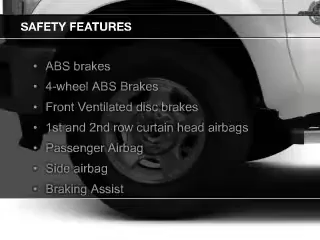 SAFETY FEATURES
• ABS brakes
• 4-wheel ABS Brakes
• Front Ventilated disc brakes
• 1st and 2nd row curtain head airbags
• Passenger Airbag
• Side airbag
• Braking Assist